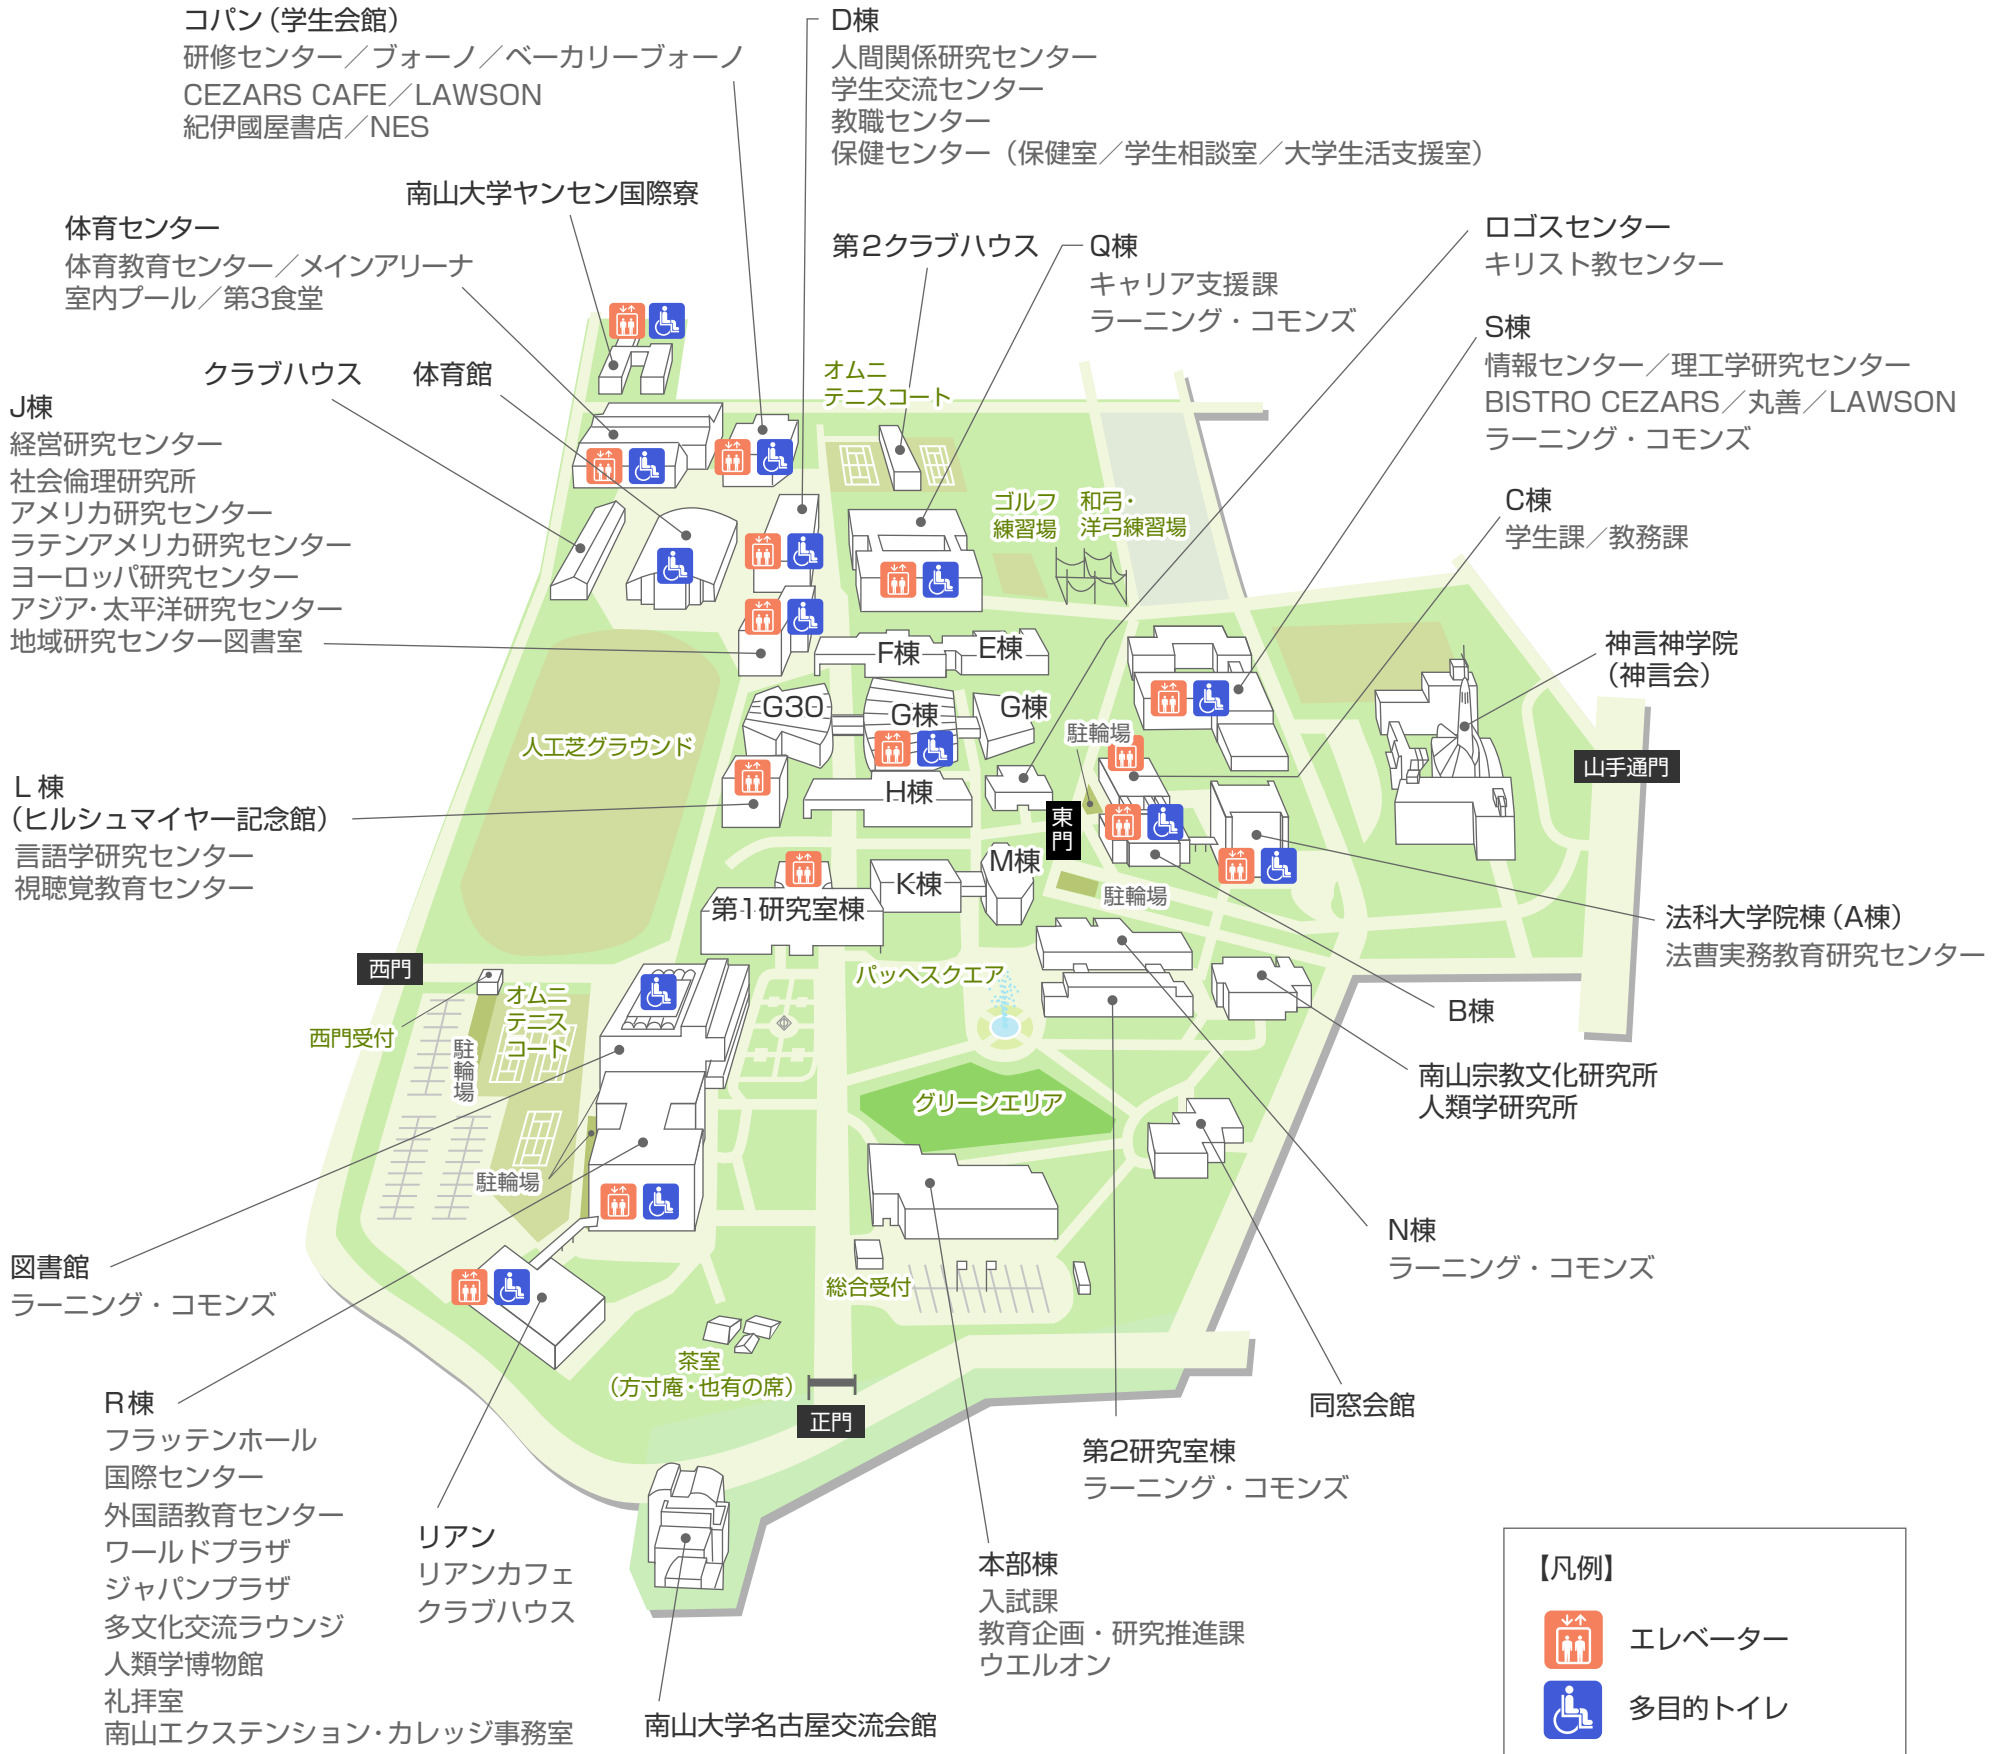 コパン（学生会館）
研修センター／ブォーノ／ベーカリーブォーノ
CEZARS CAFE／LAWSON
紀伊國屋書店／NES
D棟
人間関係研究センター
学生交流センター
教職センター
保健センター（保健室／学生相談室／大学生活支援室）
南山大学ヤンセン国際寮
体育センター
体育教育センター／メインアリーナ
室内プール／第3食堂
第2クラブハウス
Q棟
キャリア支援課
ラーニング・コモンズ
ロゴスセンター
キリスト教センター
S棟
情報センター／理工学研究センター
BISTRO CEZARS／丸善／LAWSON
ラーニング・コモンズ
クラブハウス
体育館
オムニ
テニスコート
J棟
経営研究センター
社会倫理研究所
アメリカ研究センター
ラテンアメリカ研究センター
ヨーロッパ研究センター
アジア・太平洋研究センター
地域研究センター図書室
ゴルフ
練習場
和弓・
洋弓練習場
C棟
学生課／教務課
F棟
E棟
神言神学院
（神言会）
G30
G棟
G棟
駐輪場
人工芝グラウンド
山手通門
L棟
（ヒルシュマイヤー記念館）
言語学研究センター
視聴覚教育センター
H棟
東門
M棟
K棟
駐輪場
第1研究室棟
法科大学院棟（A棟）
法曹実務教育研究センター
西門
パッヘスクエア
オムニ
テニス
コート
西門受付
駐輪場
B棟
南山宗教文化研究所
人類学研究所
グリーンエリア
駐輪場
N棟
ラーニング・コモンズ
図書館
ラーニング・コモンズ
総合受付
茶室
（方寸庵・也有の席）
正門
同窓会館
R棟
フラッテンホール
国際センター
外国語教育センター
ワールドプラザ
ジャパンプラザ
多文化交流ラウンジ
人類学博物館
礼拝室
南山エクステンション・カレッジ事務室
第2研究室棟
ラーニング・コモンズ
リアン
リアンカフェ
クラブハウス
本部棟
入試課
教育企画・研究推進課
ウエルオン
南山大学名古屋交流会館
【凡例】
エレベーター
多目的トイレ